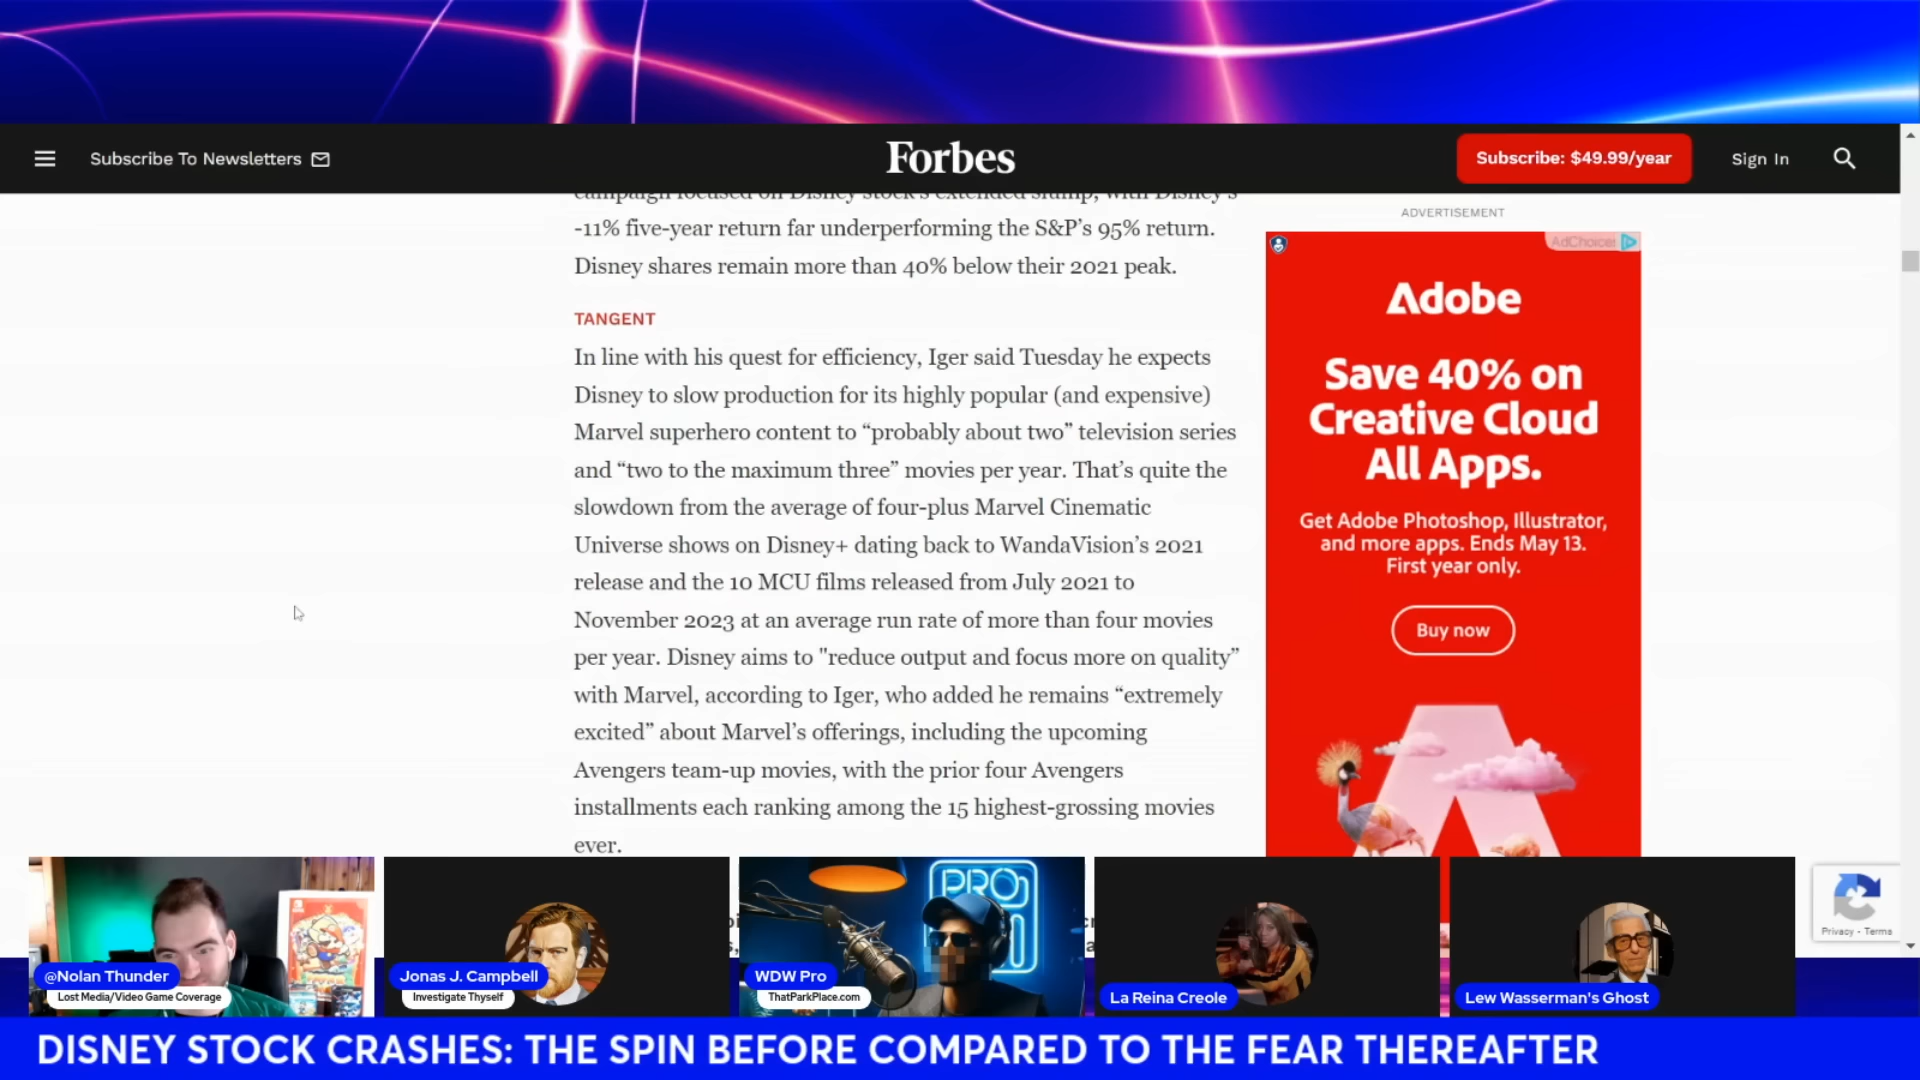 Subscribe To Newsletters
Forbes
Subscribe: $49.99/year
Sign In
campaign focused on Disney stock's extended slump, with Disney's
-11% five-year return far underperforming the S&P's 95% return.
Disney shares remain more than 40% below their 2021 peak.
TANGENT
In line with his quest for efficiency, Iger said Tuesday he expects
Disney to slow production for its highly popular (and expensive)
Marvel superhero content to “probably about two” television series
and “two to the maximum three” movies per year. That’s quite the
slowdown from the average of four-plus Marvel Cinematic
Universe shows on Disney+ dating back to WandaVision’s 2021
release and the 10 MCU films released from July 2021 to
November 2023 at an average run rate of more than four movies
per year. Disney aims to "reduce output and focus more on quality”
with Marvel, according to Iger, who added he remains “extremely
excited” about Marvel’s offerings, including the upcoming
Avengers team-up movies, with the prior four Avengers
installments each ranking among the 15 highest-grossing movies
ever.
ADVERTISEMENT
AdChoices
Adobe
Save 40% on
Creative Cloud
All Apps.
Get Adobe Photoshop, Illustrator,
and more apps. Ends May 13.
First year only.
Buy now
Privacy - Terms
PRO
@Nolan Thunder
Lost Media/Video Game Coverage
Jonas J. Campbell
Investigate Thyself
WDW Pro
ThatParkPlace.com
La Reina Creole
Lew Wasserman's Ghost
DISNEY STOCK CRASHES: THE SPIN BEFORE COMPARED TO THE FEAR THEREAFTER